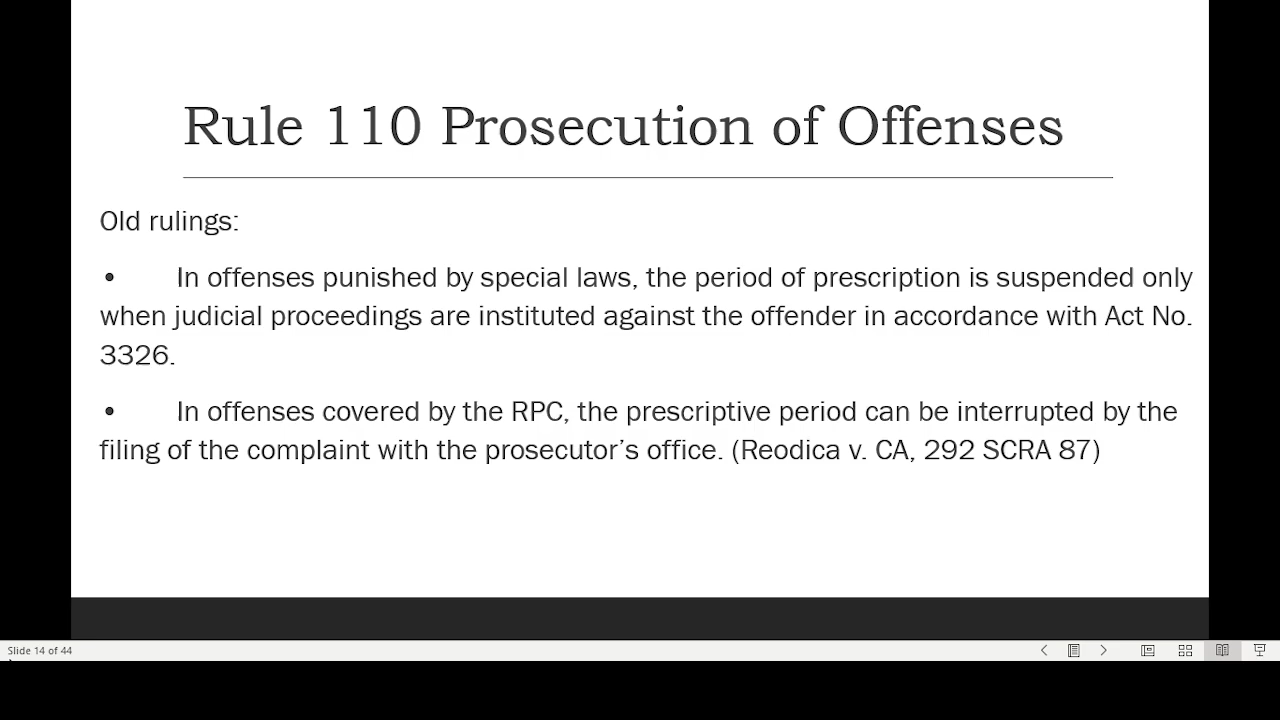 Rule 110 Prosecution of Offenses
Old rulings:
• In offenses punished by special laws, the period of prescription is suspended only
when judicial proceedings are instituted against the offender in accordance with Act No.
3326.
• In offenses covered by the RPC, the prescriptive period can be interrupted by the
filing of the complaint with the prosecutor’s office. (Reodica v. CA, 292 SCRA 87)
Slide 14 of 44